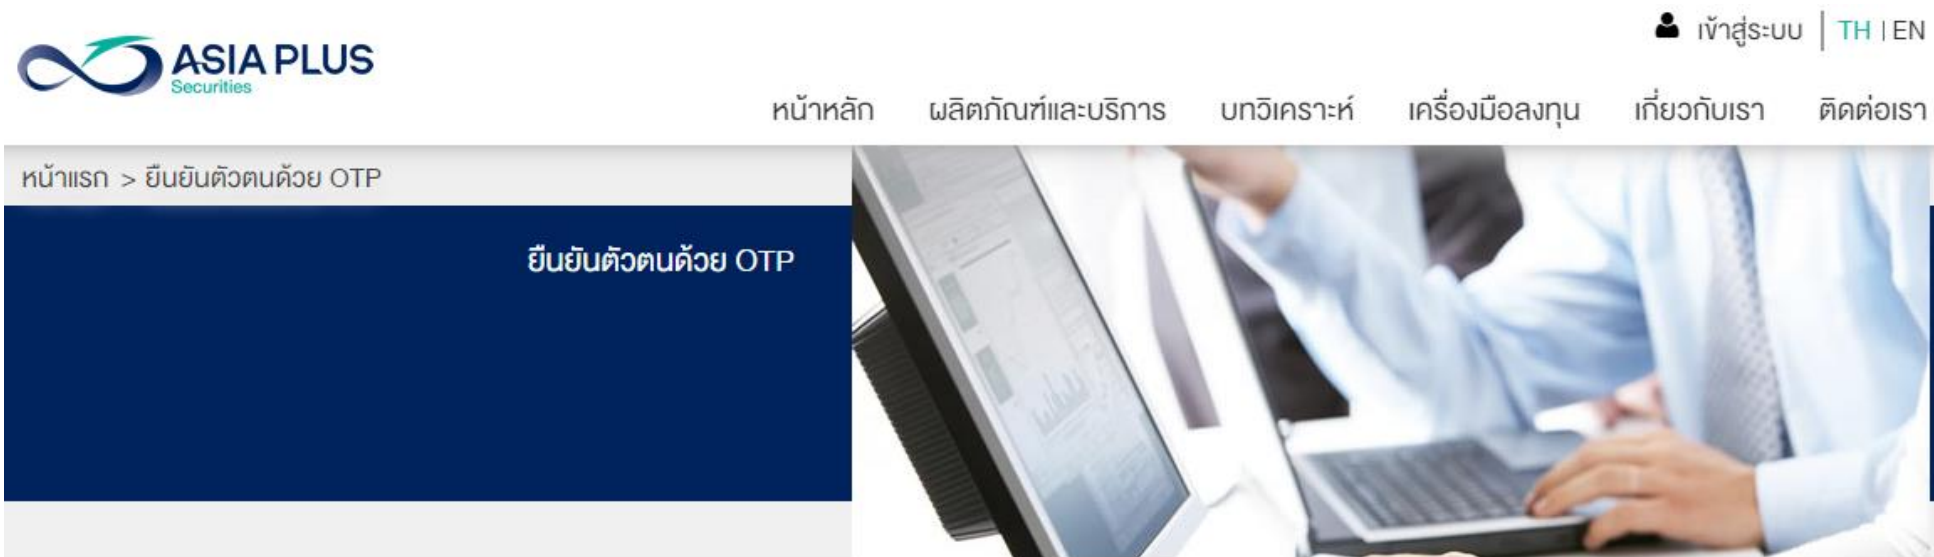 เข้าสู่ระบบ | TH | EN
ASIA PLUS
Securities
หน้าหลัก ผลิตภัณฑ์และบริการ บทวิเคราะห์ เครื่องมือลงทุน เกี่ยวกับเรา ติดต่อเรา
หน้าแรก > ยืนยันตัวตนด้วย OTP
ยืนยันตัวตนด้วย OTP